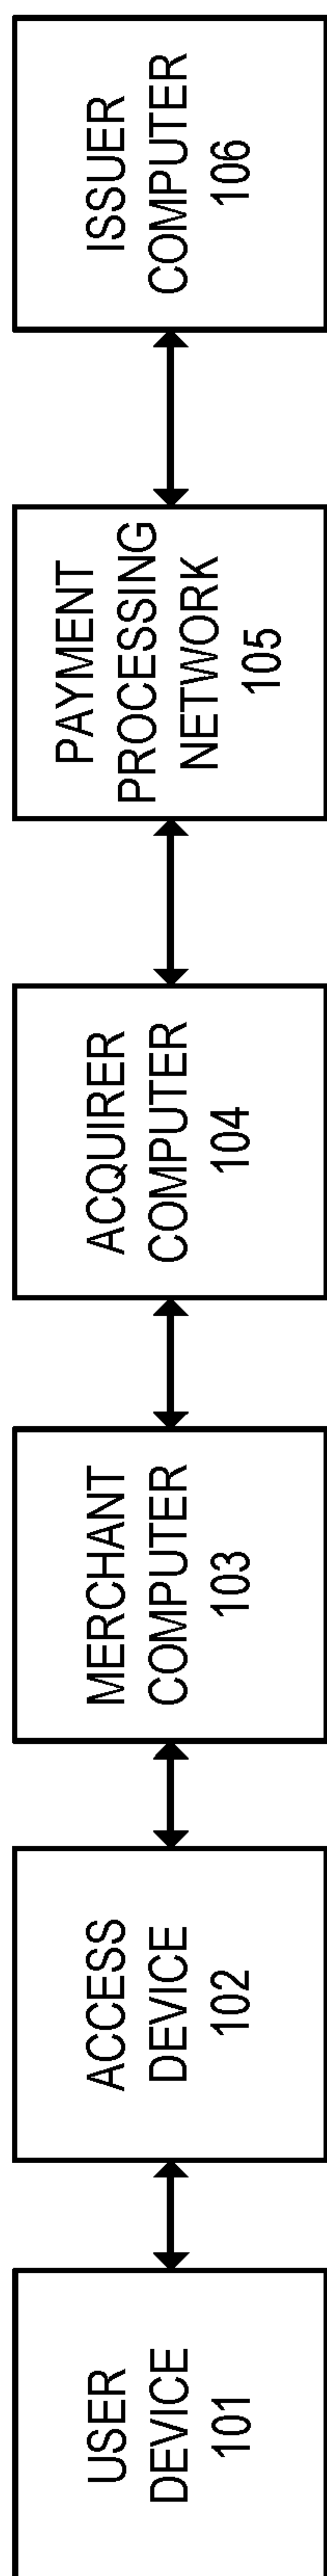 USER
DEVICE
101
ACCESS
DEVICE
102
MERCHANT
COMPUTER
103
ACQUIRER
COMPUTER
104
PAYMENT
PROCESSING
NETWORK
105
ISSUER
COMPUTER
106